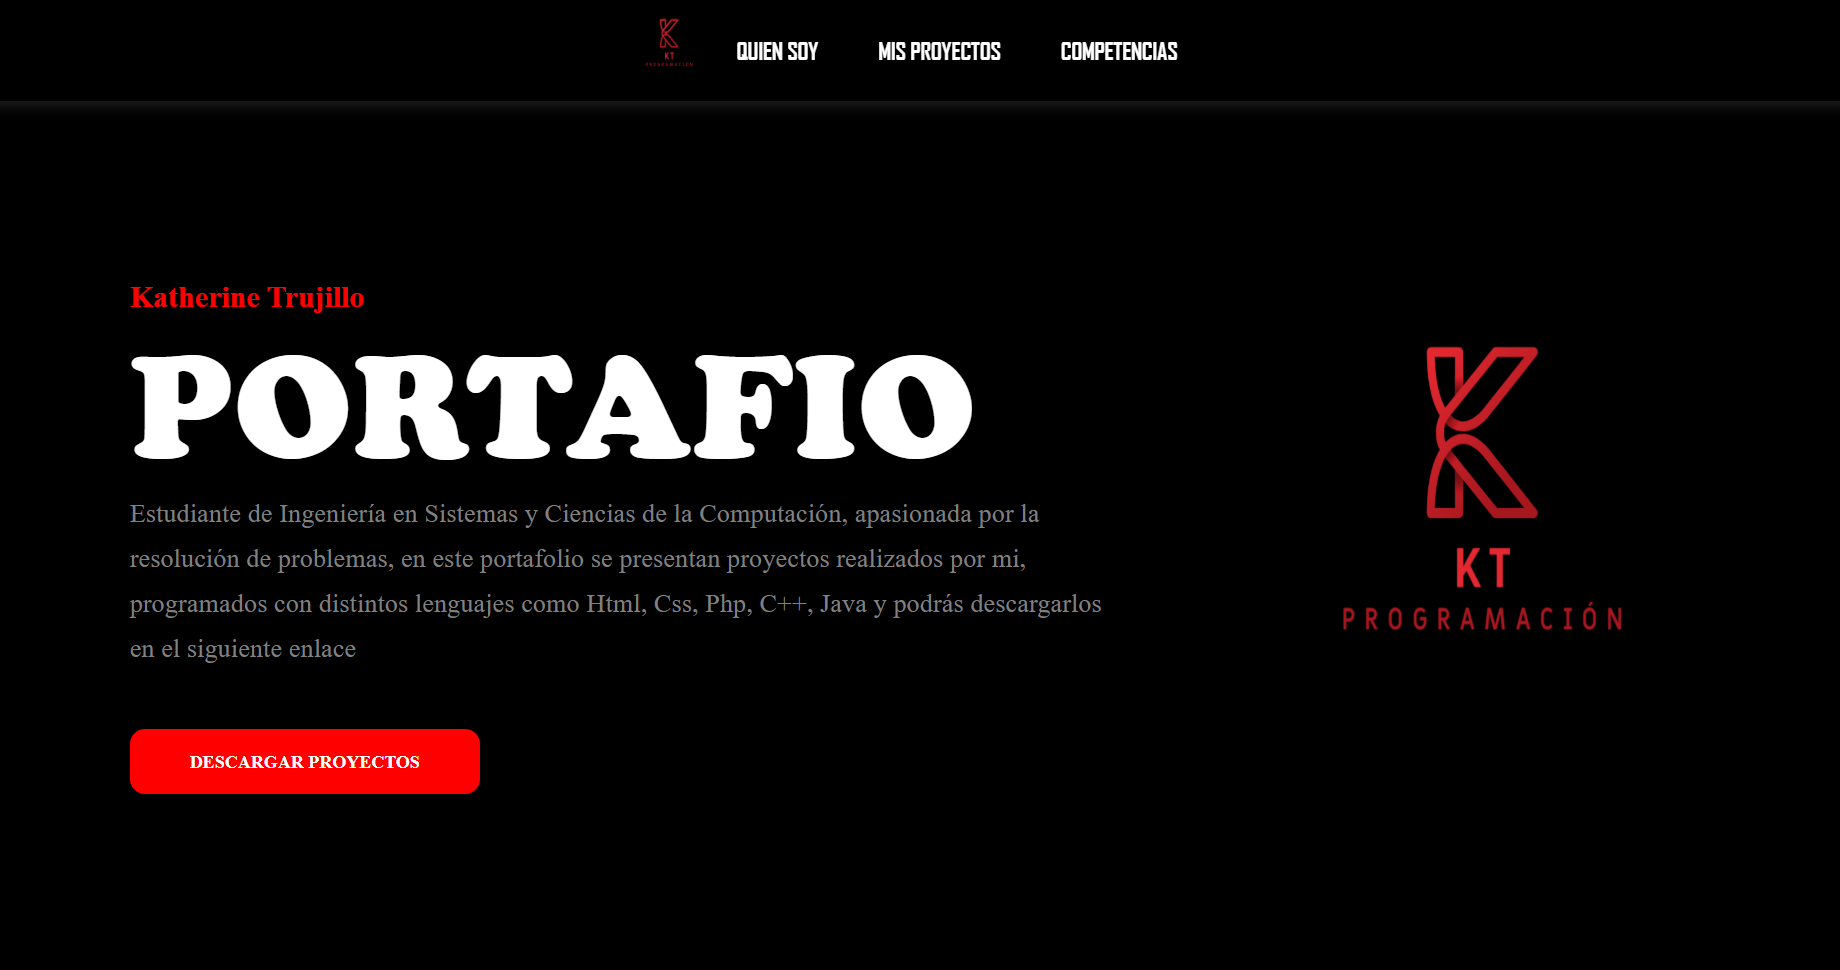 KT
PROGRAMACIÓN
QUIEN SOY
MIS PROYECTOS
COMPETENCIAS
Katherine Trujillo
PORTAFIO
Estudiante de Ingeniería en Sistemas y Ciencias de la Computación, apasionada por la
resolución de problemas, en este portafolio se presentan proyectos realizados por mi,
programados con distintos lenguajes como Html, Css, Php, C++, Java y podrás descargarlos
en el siguiente enlace
DESCARGAR PROYECTOS
KT
PROGRAMACIÓN